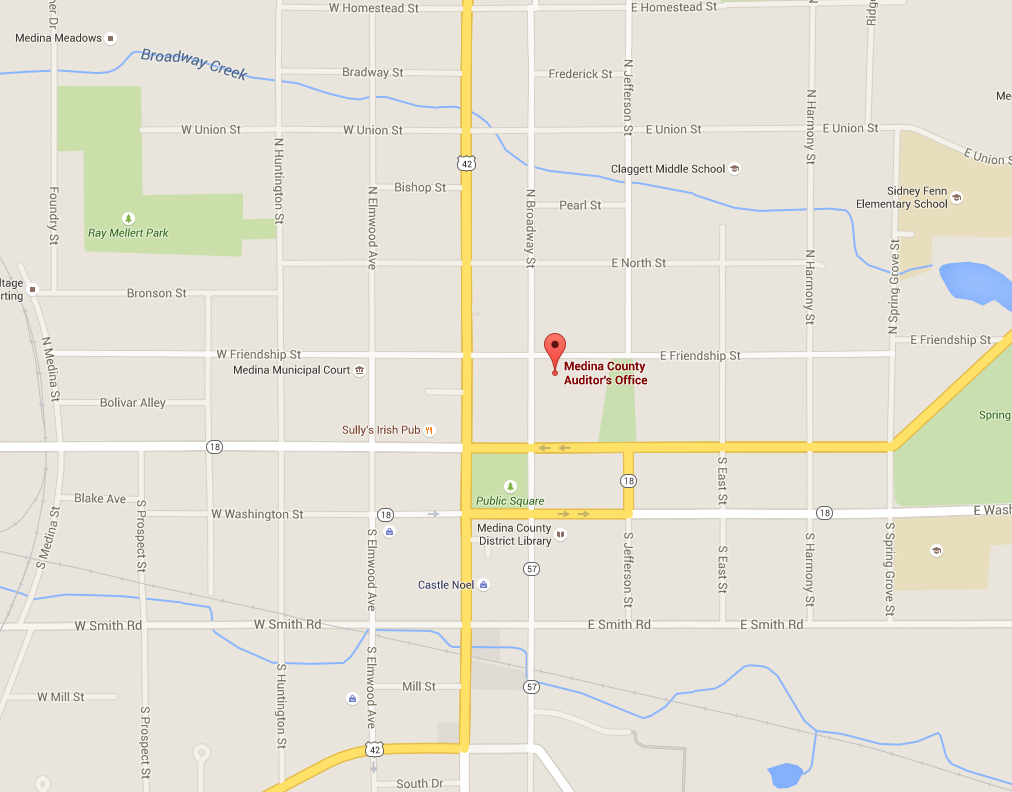 W Homestead St
E Homestead St
ner Dr
Ridge
Medina Meadows
Broadway Creek
Bradway St
Frederick St
N Jefferson St
N Harmony St
Me
W Union St
W Union St
E Union St
E Union St
E Union S
N Huntington St
42
Claggett Middle School
Sidney Fenn
Elementary School
Bishop St
Pearl St
Foundry St
N Elmwood Ave
N Broadway St
Ray Mellert Park
E North St
N Harmony St
N Spring Grove St
ltage
rting
Bronson St
N Medina St
W Friendship St
E Friendship St
E Friendship St
Medina Municipal Court
Medina County
Auditor's Office
Bolivar Alley
Sully's Irish Pub
Spring
18
S East St
18
Public Square
Blake Ave
S Prospect St
W Washington St
18
18
E Wash
S Medina St
Medina County
District Library
S Elmwood Ave
S Jefferson St
S East St
S Harmony St
S Spring Grove St
57
Castle Noel
W Smith Rd
W Smith Rd
E Smith Rd
E Smith Rd
S Huntington St
S Elmwood Ave
W Mill St
Mill St
57
S Prospect St
42
South Dr